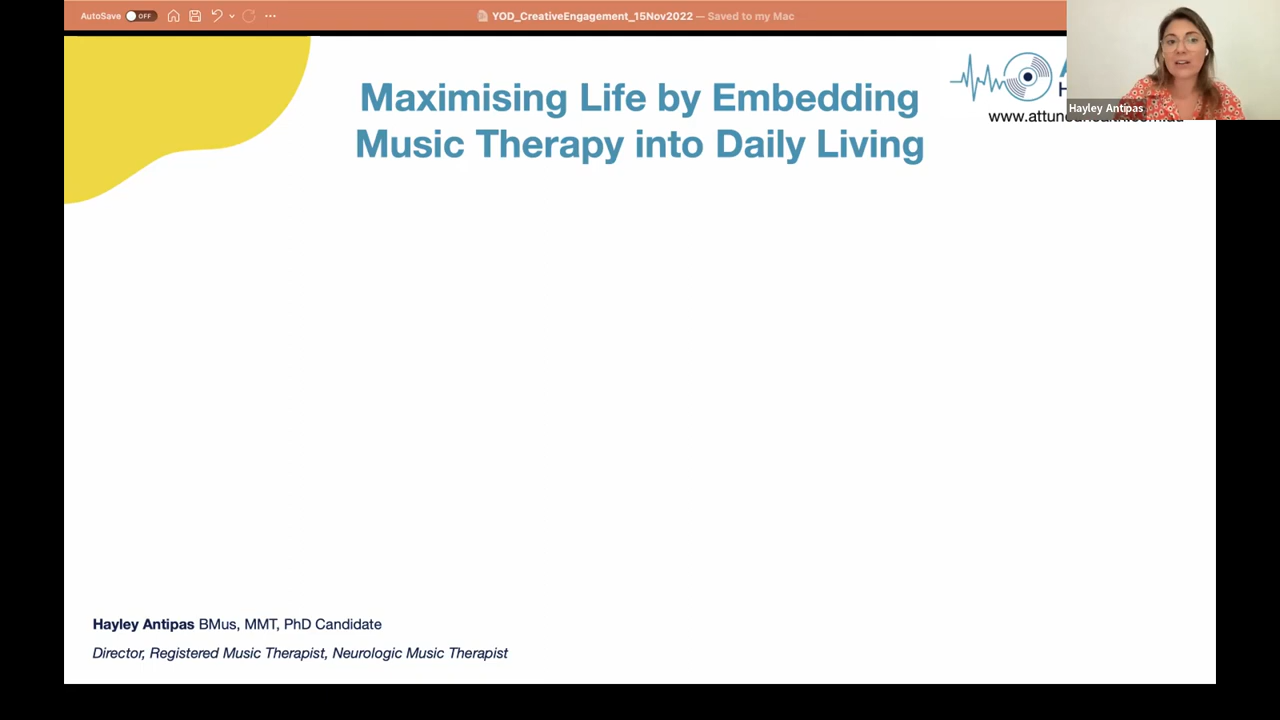 AutoSave OFF
YOD_CreativeEngagement_15Nov2022 — Saved to my Mac
Maximising Life by Embedding
Music Therapy into Daily Living
Hayley Antipas
Hayley Antipas BMus, MMT, PhD Candidate
Director, Registered Music Therapist, Neurologic Music Therapist